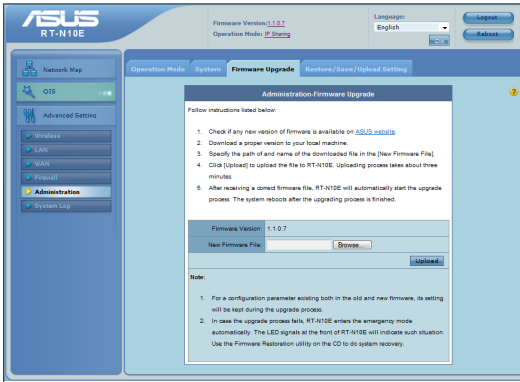 ASUS
RT-N10E
Firmware Version:1.1.0.7
Operation Mode: IP Sharing
Language:
English
OK
Logout
Reboot
Network Map
OIS
Advanced Setting
Wireless
LAN
WAN
Firewall
Administration
System Log
Operation Mode System Firmware Upgrade Restore/Save/Upload Setting
Administration-Firmware Upgrade
Follow instructions listed below:
1. Check if any new version of firmware is available on ASUS website.
2. Download a proper version to your local machine.
3. Specify the path of and name of the downloaded file in the [New Firmware File].
4. Click [Upload] to upload the file to RT-N10E. Uploading process takes about three
minutes.
5. After receiving a correct firmware file, RT-N10E will automatically start the upgrade
process. The system reboots after the upgrading process is finished.
Firmware Version: 1.1.0.7
New Firmware File: Browse...
Upload
Note:
1. For a configuration parameter existing both in the old and new firmware, its setting
will be kept during the upgrade process.
2. In case the upgrade process fails, RT-N10E enters the emergency mode
automatically. The LED signals at the front of RT-N10E will indicate such situation.
Use the Firmware Restoration utility on the CD to do system recovery.